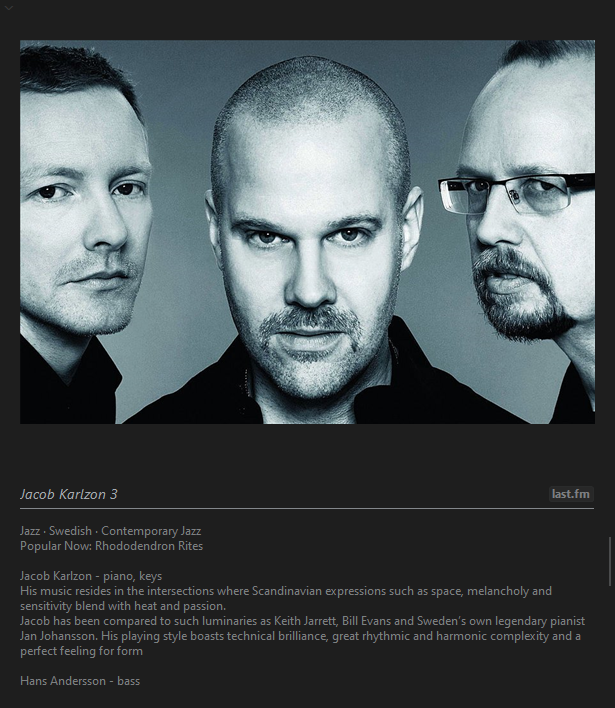 Jacob Karlzon 3
last.fm
Jazz · Swedish · Contemporary Jazz
Popular Now: Rhododendron Rites
Jacob Karlzon - piano, keys
His music resides in the intersections where Scandinavian expressions such as space, melancholy and
sensitivity blend with heat and passion.
Jacob has been compared to such luminaries as Keith Jarrett, Bill Evans and Sweden's own legendary pianist
Jan Johansson. His playing style boasts technical brilliance, great rhythmic and harmonic complexity and a
perfect feeling for form
Hans Andersson - bass